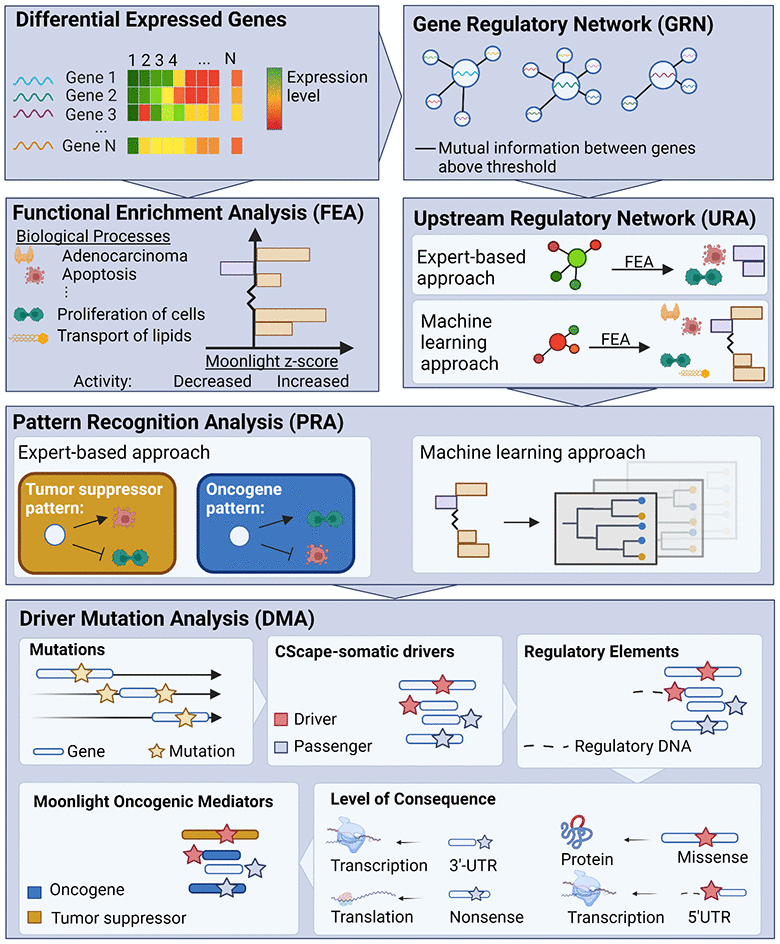 Differential Expressed Genes
1 2 3 4 ... N
Gene 1
Gene 2
Gene 3
...
Gene N
Expression
level
Gene Regulatory Network (GRN)
Mutual information between genes
above threshold
Functional Enrichment Analysis (FEA)
Biological Processes
Adenocarcinoma
Apoptosis
⋮
Proliferation of cells
Transport of lipids
Moonlight z-score
Activity: Decreased Increased
Upstream Regulatory Network (URA)
Expert-based
approach
FEA
Machine
learning
approach
FEA
Pattern Recognition Analysis (PRA)
Expert-based approach
Tumor suppressor
pattern:
Oncogene
pattern:
Machine learning approach
Driver Mutation Analysis (DMA)
Mutations
Gene
Mutation
CScape-somatic drivers
Driver
Passenger
Regulatory Elements
Regulatory DNA
Moonlight Oncogenic Mediators
Oncogene
Tumor suppressor
Level of Consequence
Transcription
3'-UTR
Protein
Missense
Translation
Nonsense
Transcription
5'UTR